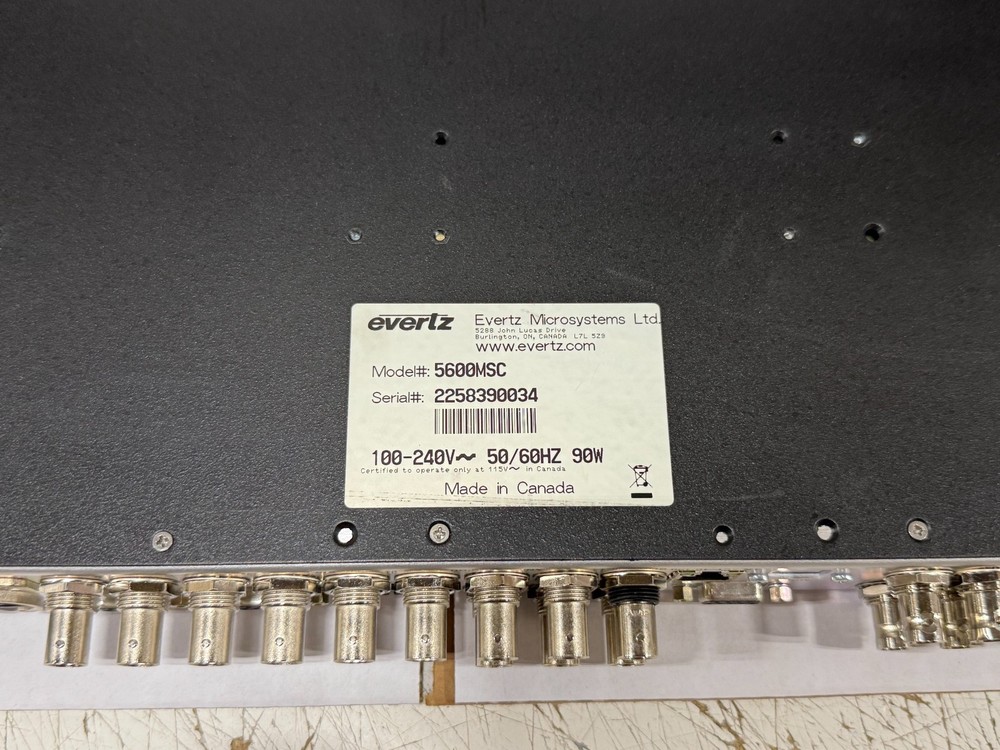 evertz
Evertz Microsystems Ltd.
5288 John Lucas Drive
Burlington, ON, CANADA L7L 5Z9
www.evertz.com
Model#: 5600MSC
Serial#: 2258390034
100-240V~ 50/60HZ 90W
Certified to operate only at 115V~ in Canada
Made in Canada